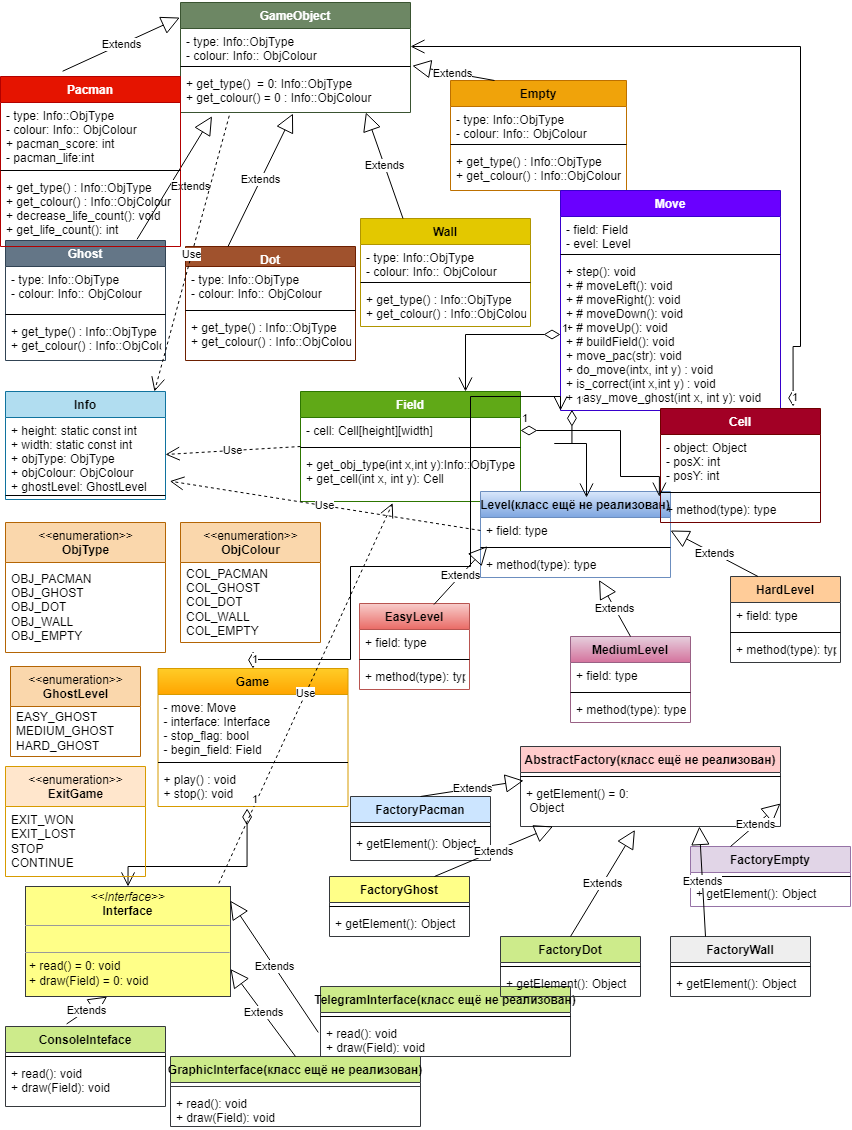 GameObject
- type: Info::ObjType
- colour: Info:: ObjColour
+ get_type() = 0: Info::ObjType
+ get_colour() = 0 : Info::ObjColour
Extends
Extends
Pacman
- type: Info::ObjType
- colour: Info:: ObjColour
+ pacman_score: int
- pacman_life:int
+ get_type() : Info::ObjType
+ get_colour() : Info::ObjColour
+ decrease_life_count(): void
+ get_life_count(): int
Empty
- type: Info::ObjType
- colour: Info:: ObjColour
+ get_type() : Info::ObjType
+ get_colour() : Info::ObjColour
Extends
Extends
Extends
Use
Ghost
- type: Info::ObjType
- colour: Info:: ObjColour
+ get_type() : Info::ObjType
+ get_colour() : Info::ObjColo
Dot
- type: Info::ObjType
- colour: Info:: ObjColour
+ get_type() : Info::ObjType
+ get_colour() : Info::ObjColou
Wall
- type: Info::ObjType
- colour: Info:: ObjColour
+ get_type() : Info::ObjType
+ get_colour() : Info::ObjColou
Move
- field: Field
- evel: Level
+ step(): void
+ # moveLeft(): void
+ # moveRight(): void
+ # moveDown(): void
1
+ # moveUp(): void
+ # buildField(): void
+ move_pac(str): void
+ do_move(intx, int y) : void
+ is_correct(int x,int y) : void
+ 1asy_move_ghost(int x, int y): void
1
Info
+ height: static const int
+ width: static const int
+ objType: ObjType
+ objColour: ObjColour
+ ghostLevel: GhostLevel
Use
Use
Field
- cell: Cell[height][width]
+ get_obj_type(int x,int y):Info::ObjType
+ get_cell(int x, int y): Cell
1
Cell
- object: Object
- posX: int
- posY: int
+ method(type): type
Level(класс ещё не реализован)
+ field: type
+ method(type): type
Extends
Extends
Extends
<<enumeration>>
ObjType
OBJ_PACMAN
OBJ_GHOST
OBJ_DOT
OBJ_WALL
OBJ_EMPTY
<<enumeration>>
ObjColour
COL_PACMAN
COL_GHOST
COL_DOT
COL_WALL
COL_EMPTY
EasyLevel
+ field: type
+ method(type): typ
MediumLevel
+ field: type
+ method(type): type
HardLevel
+ field: type
+ method(type): typ
<<enumeration>>
GhostLevel
EASY_GHOST
MEDIUM_GHOST
HARD_GHOST
1
Game
- move: Move
- interface: Interface
- stop_flag: bool
- begin_field: Field
+ play() : void
+ stop(): void
1
Use
<<enumeration>>
ExitGame
EXIT_WON
EXIT_LOST
STOP
CONTINUE
AbstractFactory(класс ещё не реализован)
+ getElement() = 0:
Object
Extends
Extends
Extends
Extends
Extends
FactoryPacman
+ getElement(): Object
FactoryGhost
+ getElement(): Object
FactoryEmpty
+ getElement(): Object
FactoryDot
+ getElement(): Object
FactoryWall
+ getElement(): Object
<<Interface>>
Interface
+ read() = 0: void
+ draw(Field) = 0: void
Extends
Extends
Extends
ConsoleInteface
+ read(): void
+ draw(Field): void
TelegramInterface(класс ещё не реализован)
+ read(): void
+ draw(Field): void
GraphicInterface(класс ещё не реализован)
+ read(): void
+ draw(Field): void